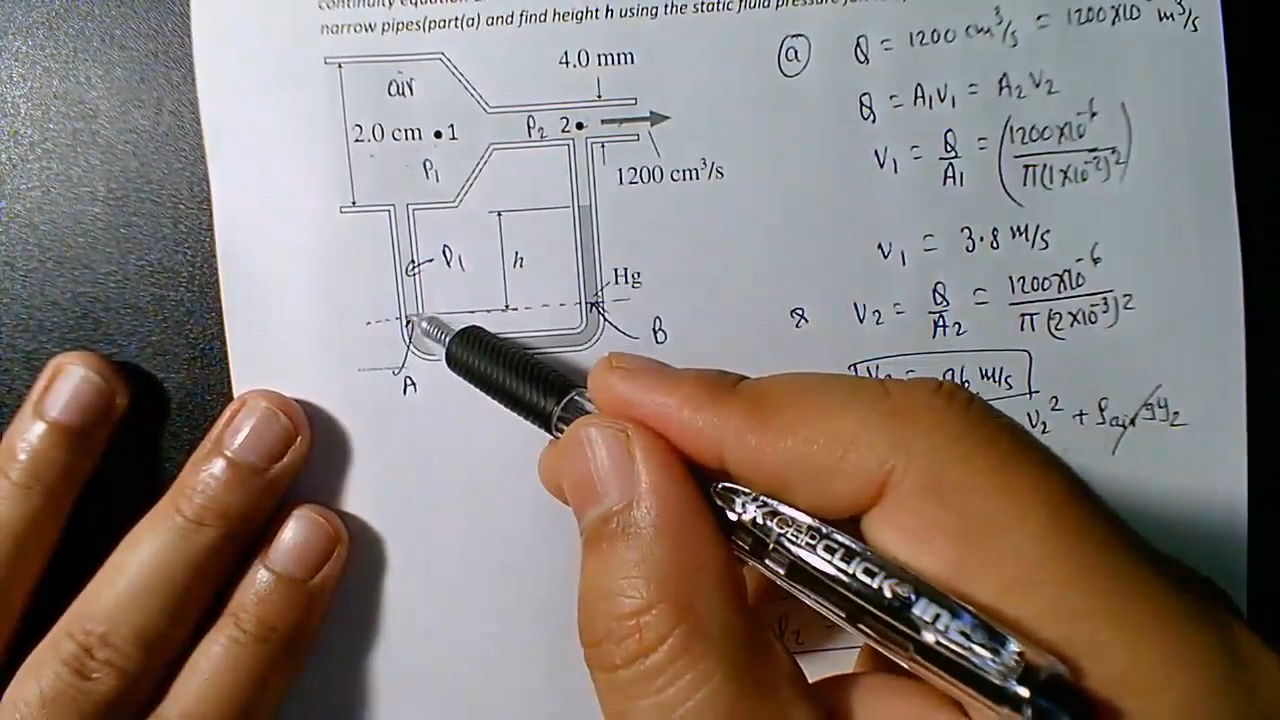 narrow pipes(part(a) and find height h using the static fluid pressure
4.0 mm
air
2.0 cm •1
P₁
P₂ 2•
1200 cm³/s
P₁
h
Hg
B
A
ⓐ Q = 1200 cm³/s = 1200×10 m³/s
Q = A₁V₁ = A₂V₂
V₁ = Q/A₁ = (1200×10⁻⁶/π(1×10⁻²)²)
V₁ = 3.8 m/s
& V₂ = Q/A₂ = 1200×10⁻⁶/π(2×10⁻³)²
= 96 m/s
V₂² + ρair gy₂
CLIPCLICK